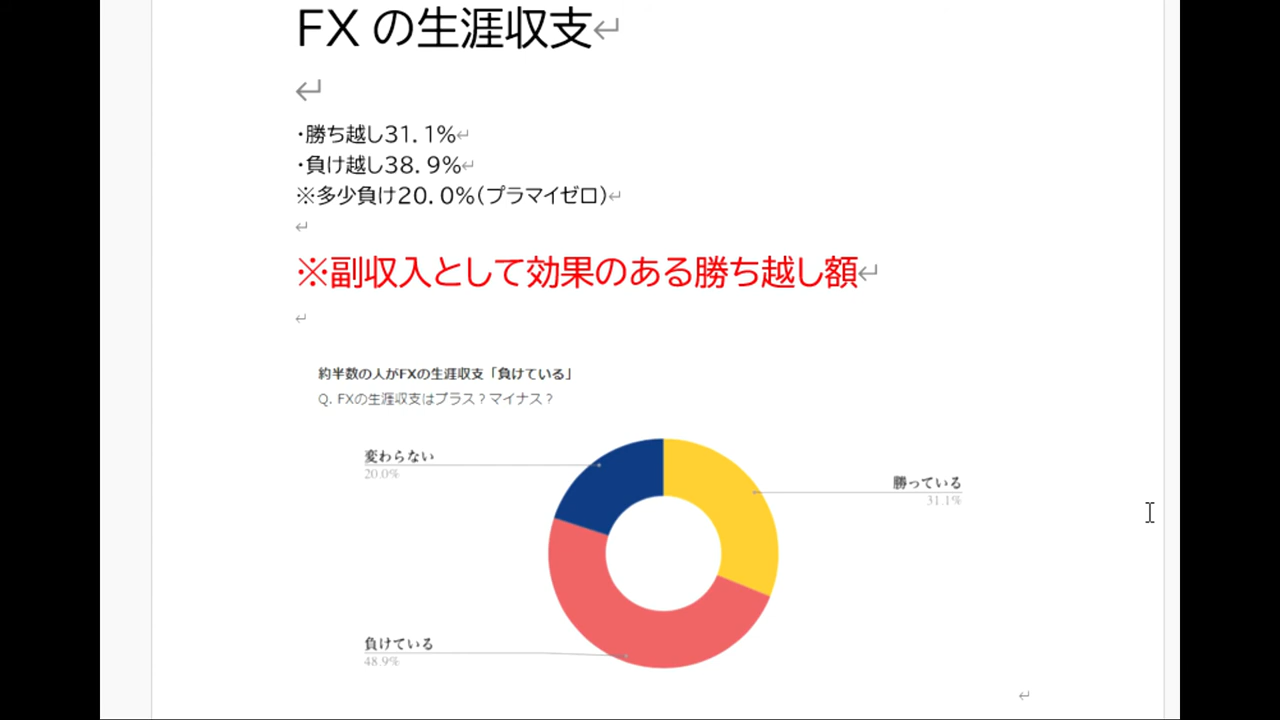 FX の生涯収支
・勝ち越し31.1%
・負け越し38.9%
※多少負け20.0%(プラマイゼロ)
※副収入として効果のある勝ち越し額
約半数の人がFXの生涯収支「負けている」
Q. FXの生涯収支はプラス？マイナス？
変わらない
20.0%
勝っている
31.1%
負けている
48.9%